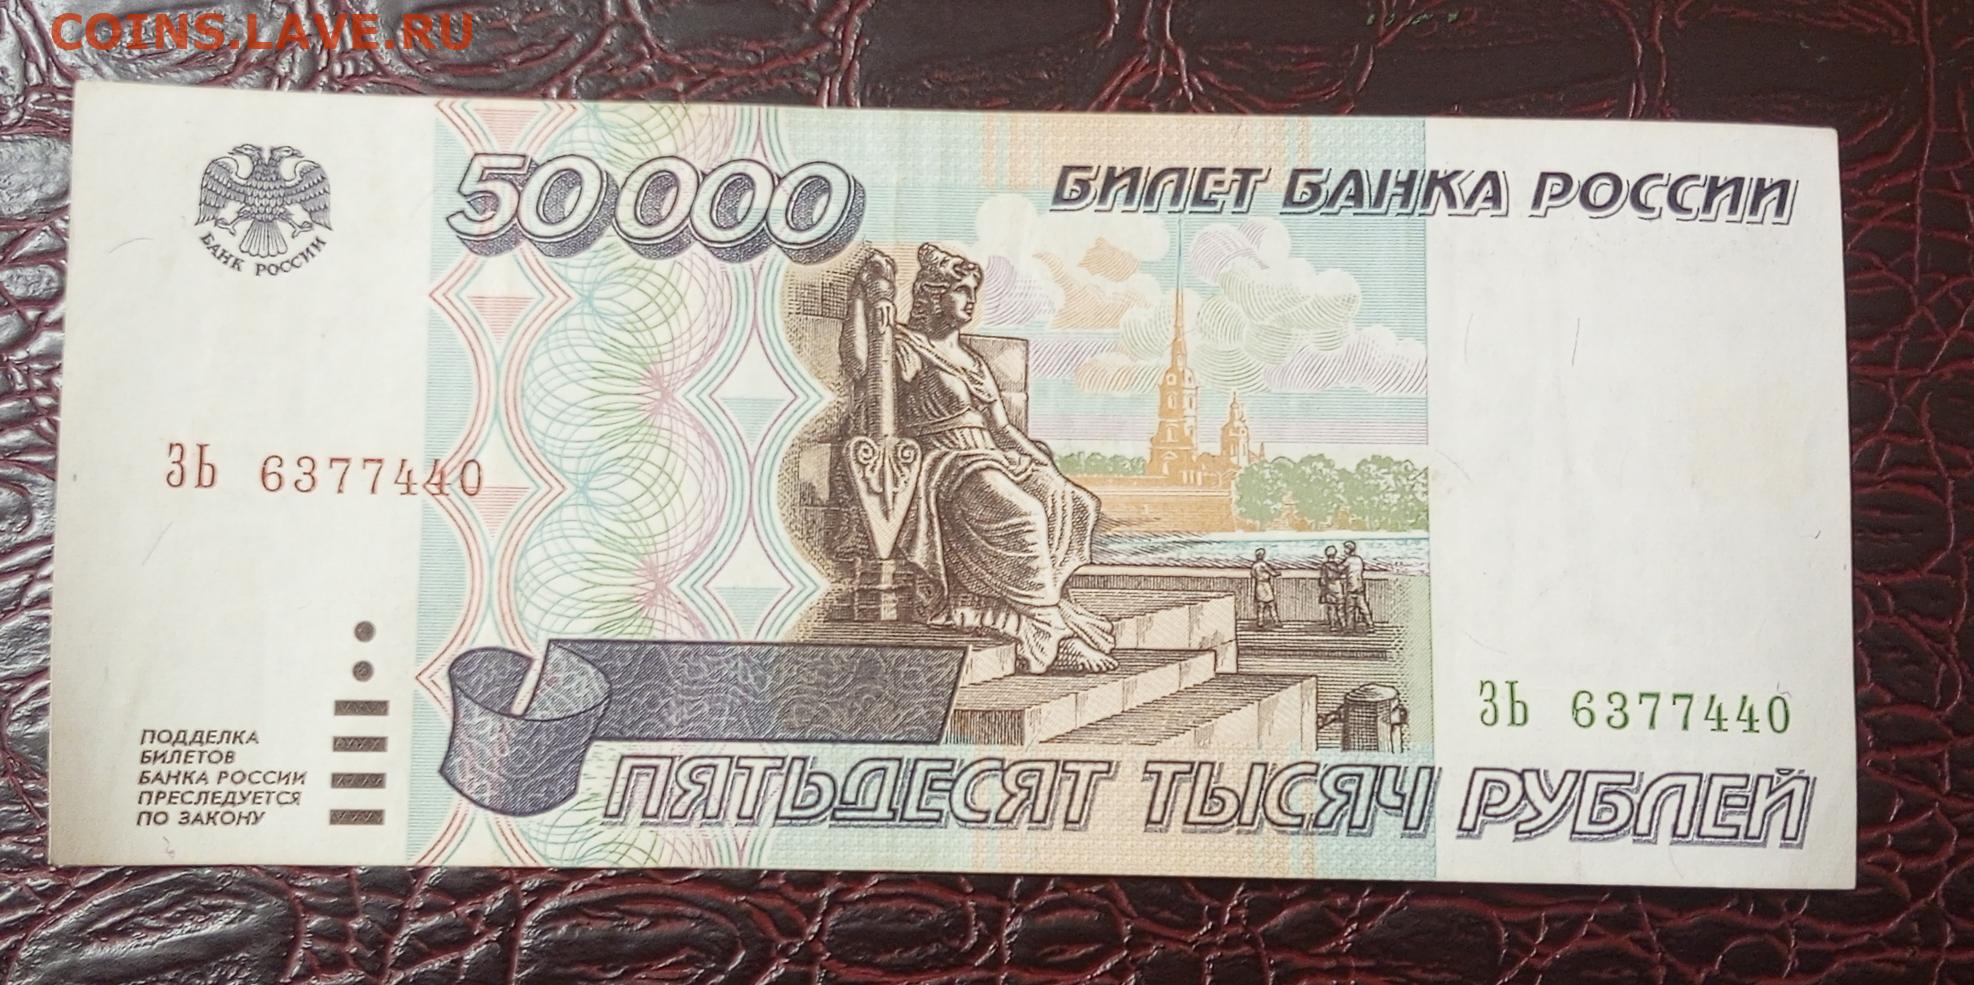 COINS.LAVE.RU
50 000
БИЛЕТ БАНКА РОССИИ
БАНК РОССИИ
ЗЬ 6377440
ЗЬ 6377440
ПОДДЕЛКА
БИЛЕТОВ
БАНКА РОССИИ
ПРЕСЛЕДУЕТСЯ
ПО ЗАКОНУ
ПЯТЬДЕСЯТ ТЫСЯЧ РУБЛЕЙ